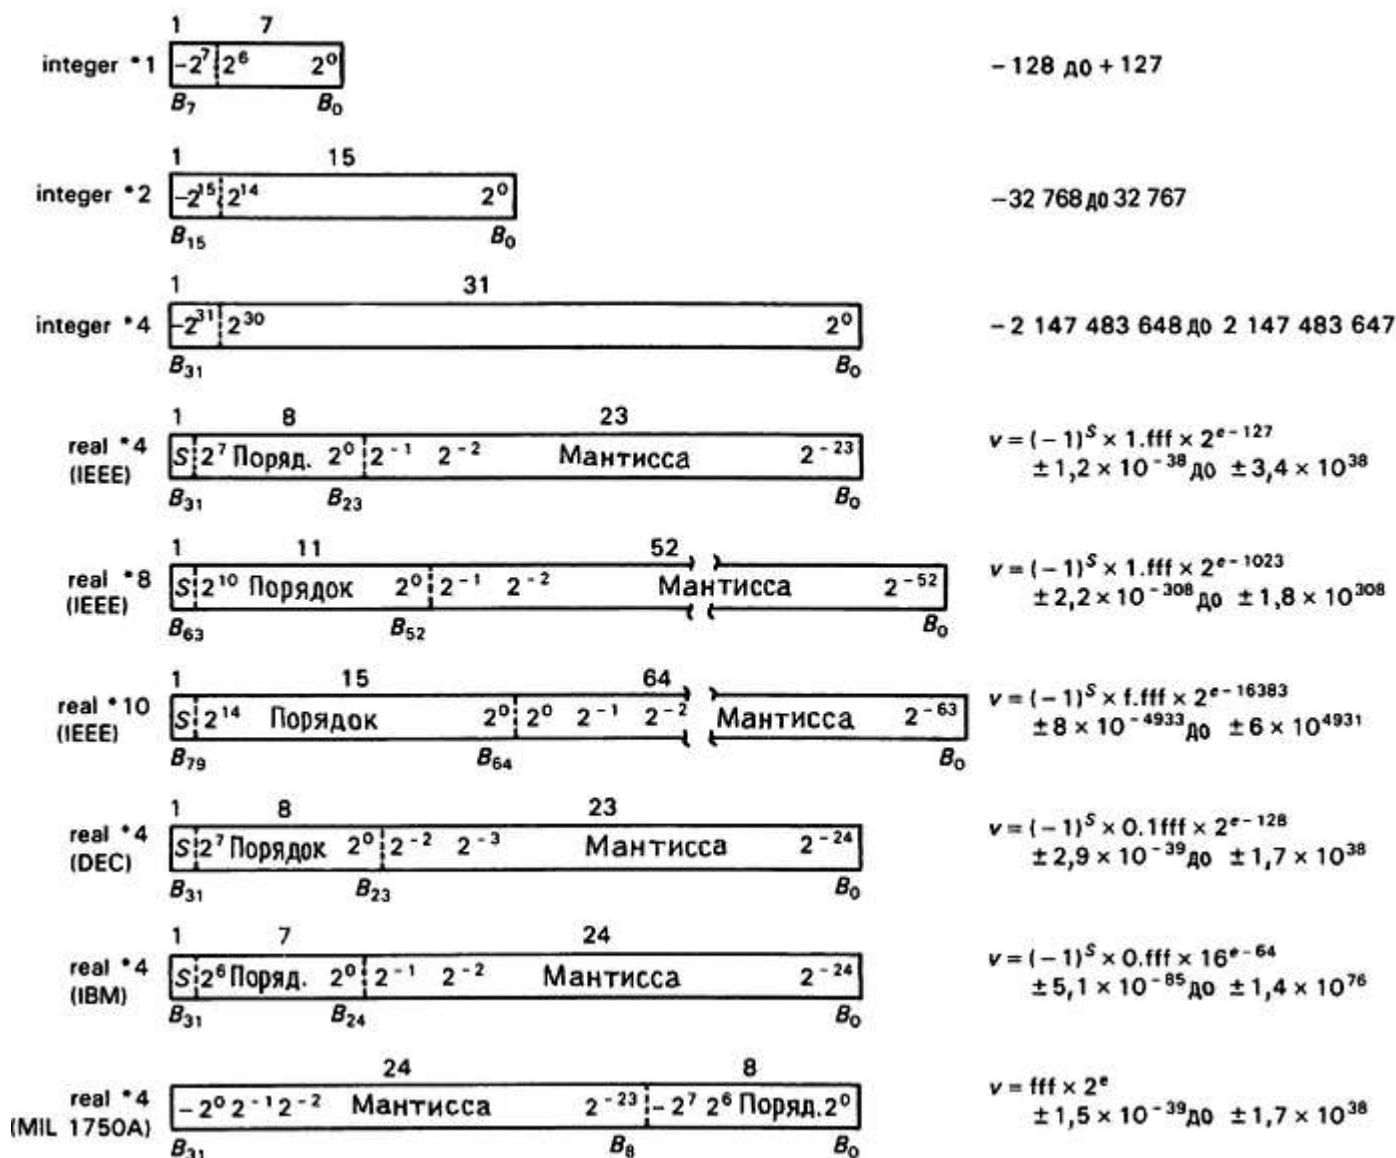 1 7
integer *1 −2⁷ 2⁶ 2⁰ −128 до +127
B₇ B₀
1 15
integer *2 −2¹⁵ 2¹⁴ 2⁰ −32 768 до 32 767
B₁₅ B₀
1 31
integer *4 −2³¹ 2³⁰ 2⁰ −2 147 483 648 до 2 147 483 647
B₃₁ B₀
1 8 23
real *4 (IEEE) S 2⁷ Поряд. 2⁰ 2⁻¹ 2⁻² Мантисса 2⁻²³ v = (−1)^S × 1.fff × 2^(e−127)
± 1,2 × 10⁻³⁸ до ± 3,4 × 10³⁸
B₃₁ B₂₃ B₀
1 11 52
real *8 (IEEE) S 2¹⁰ Порядок 2⁰ 2⁻¹ 2⁻² Мантисса 2⁻⁵² v = (−1)^S × 1.fff × 2^(e−1023)
± 2,2 × 10⁻³⁰⁸ до ± 1,8 × 10³⁰⁸
B₆₃ B₅₂ B₀
1 15 64
real *10 (IEEE) S 2¹⁴ Порядок 2⁰ 2⁰ 2⁻¹ 2⁻² Мантисса 2⁻⁶³ v = (−1)^S × f.fff × 2^(e−16383)
± 8 × 10⁻⁴⁹³³ до ± 6 × 10⁴⁹³¹
B₇₉ B₆₄ B₀
1 8 23
real *4 (DEC) S 2⁷ Порядок 2⁰ 2⁻² 2⁻³ Мантисса 2⁻²⁴ v = (−1)^S × 0.1fff × 2^(e−128)
± 2,9 × 10⁻³⁹ до ± 1,7 × 10³⁸
B₃₁ B₂₃ B₀
1 7 24
real *4 (IBM) S 2⁶ Поряд. 2⁰ 2⁻¹ 2⁻² Мантисса 2⁻²⁴ v = (−1)^S × 0.fff × 16^(e−64)
± 5,1 × 10⁻⁸⁵ до ± 1,4 × 10⁷⁶
B₃₁ B₂₄ B₀
24 8
real *4 (MIL 1750A) −2⁰ 2⁻¹ 2⁻² Мантисса 2⁻²³ −2⁷ 2⁶ Поряд. 2⁰ v = fff × 2^e
± 1,5 × 10⁻³⁹ до ± 1,7 × 10³⁸
B₃₁ B₈ B₀